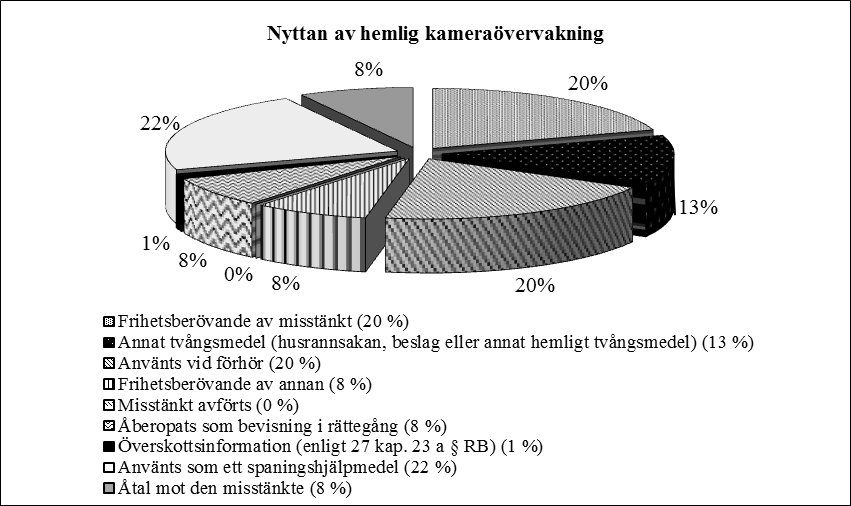 Nyttan av hemlig kameraövervakning
8%
20%
22%
13%
1%
8%
0%
8%
20%
Frihetsberövande av misstänkt (20 %)
Annat tvångsmedel (husrannsakan, beslag eller annat hemligt tvångsmedel) (13 %)
Använts vid förhör (20 %)
Frihetsberövande av annan (8 %)
Misstänkt avförts (0 %)
Åberopats som bevisning i rättegång (8 %)
Överskottsinformation (enligt 27 kap. 23 a § RB) (1 %)
Använts som ett spaningshjälpmedel (22 %)
Åtal mot den misstänkte (8 %)